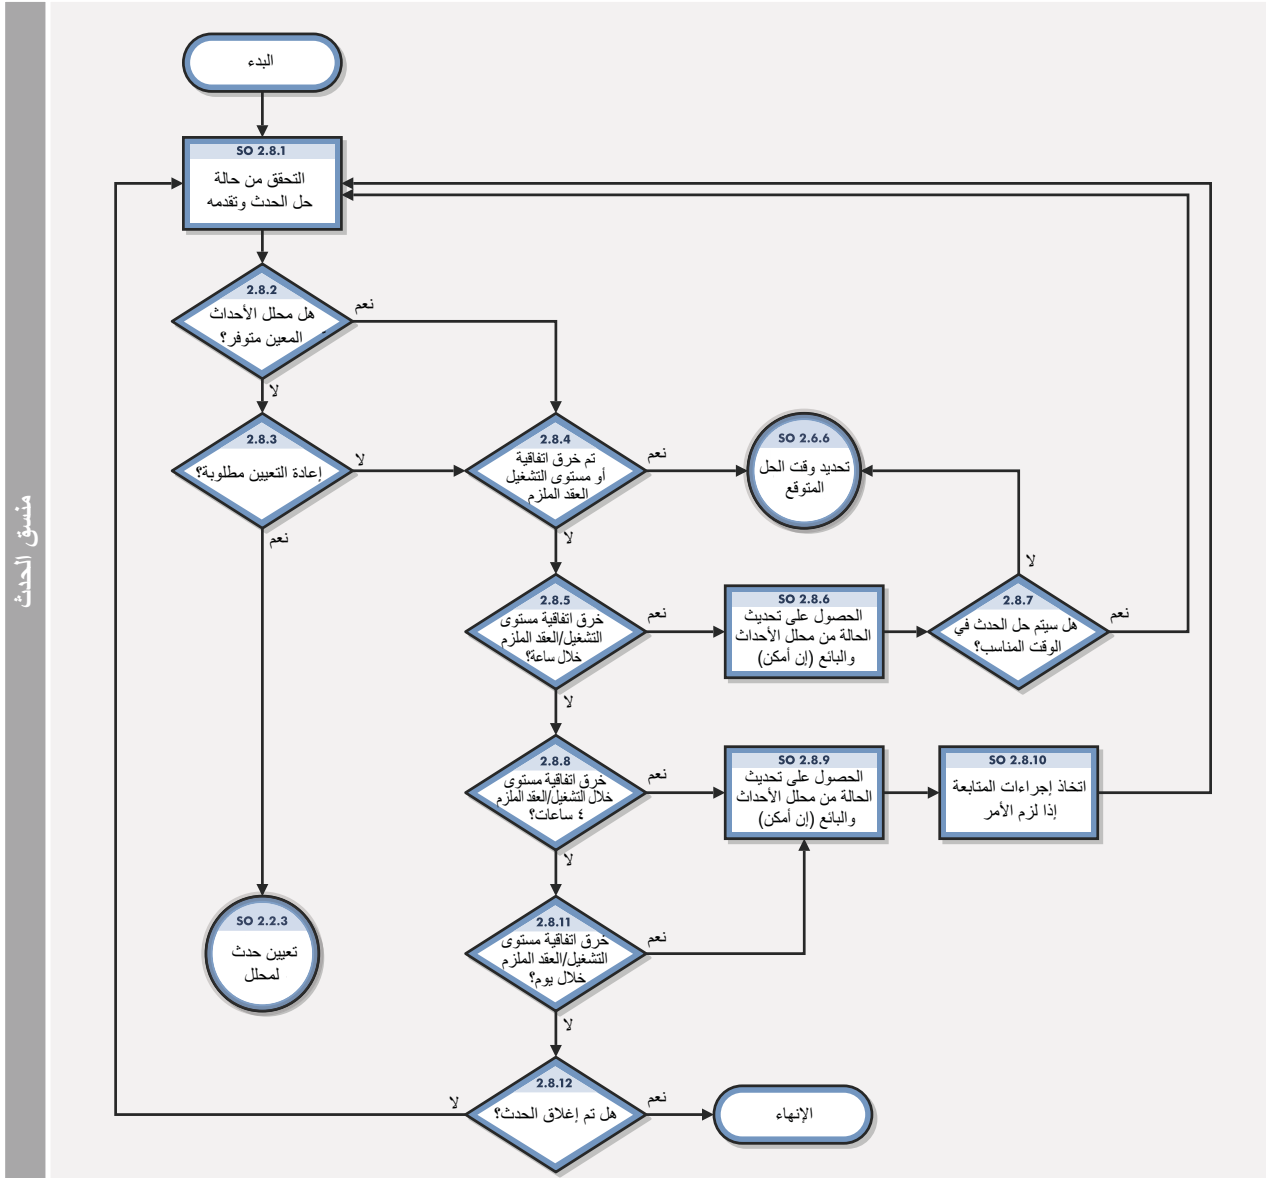 منسق الحدث
البدء
SO 2.8.1
التحقق من حالة
حل الحدث وتقدمه
2.8.2
هل محلل الأحداث
المعين متوفر؟
نعم
لا
2.8.3
إعادة التعيين مطلوبة؟
لا
نعم
2.8.4
تم خرق اتفاقية
أو مستوى التشغيل
العقد الملزم
نعم
لا
SO 2.6.6
تحديد وقت الحل
المتوقع
2.8.5
خرق اتفاقية مستوى
التشغيل/العقد الملزم
خلال ساعة؟
نعم
لا
SO 2.8.6
الحصول على تحديث
الحالة من محلل الأحداث
والبائع (إن أمكن)
2.8.7
هل سيتم حل الحدث في
الوقت المناسب؟
لا
نعم
2.8.8
خرق اتفاقية مستوى
خلال التشغيل/العقد الملزم
٤ ساعات؟
نعم
لا
SO 2.8.9
الحصول على تحديث
الحالة من محلل الأحداث
والبائع (إن أمكن)
SO 2.8.10
اتخاذ إجراءات المتابعة
إذا لزم الأمر
2.8.11
خرق اتفاقية مستوى
التشغيل/العقد الملزم
خلال يوم؟
نعم
لا
SO 2.2.3
تعيين حدث
لمحلل
2.8.12
هل تم إغلاق الحدث؟
لا
نعم
الإنهاء